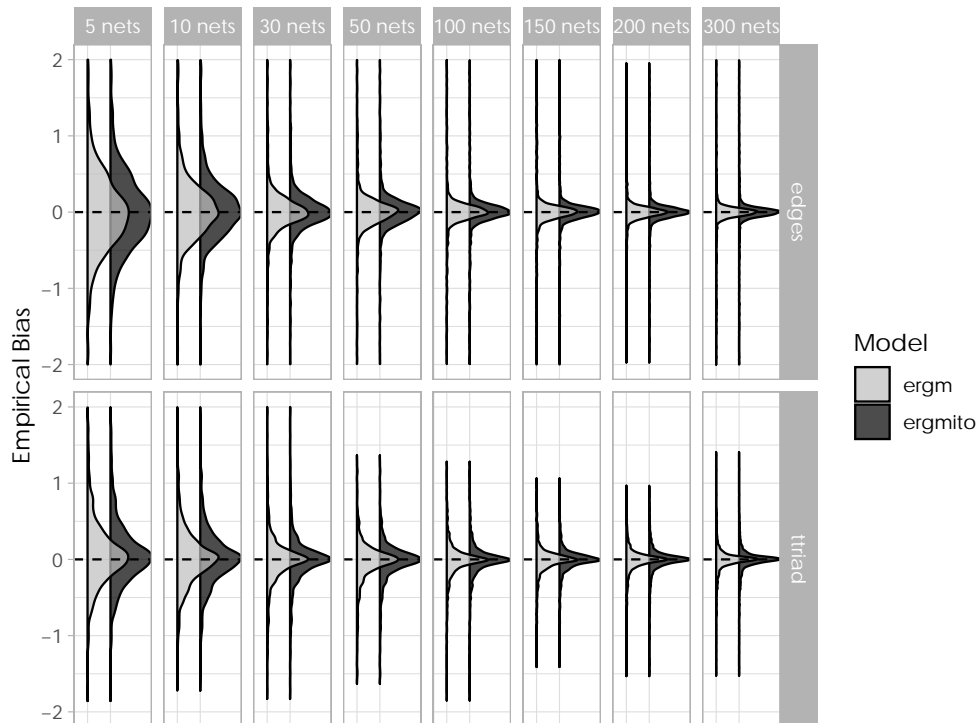 5 nets 10 nets 30 nets 50 nets 100 nets 150 nets 200 nets 300 nets
2
1
0
−1
−2
edges
2
1
0
−1
−2
ttriad
Empirical Bias
Model
ergm
ergmito